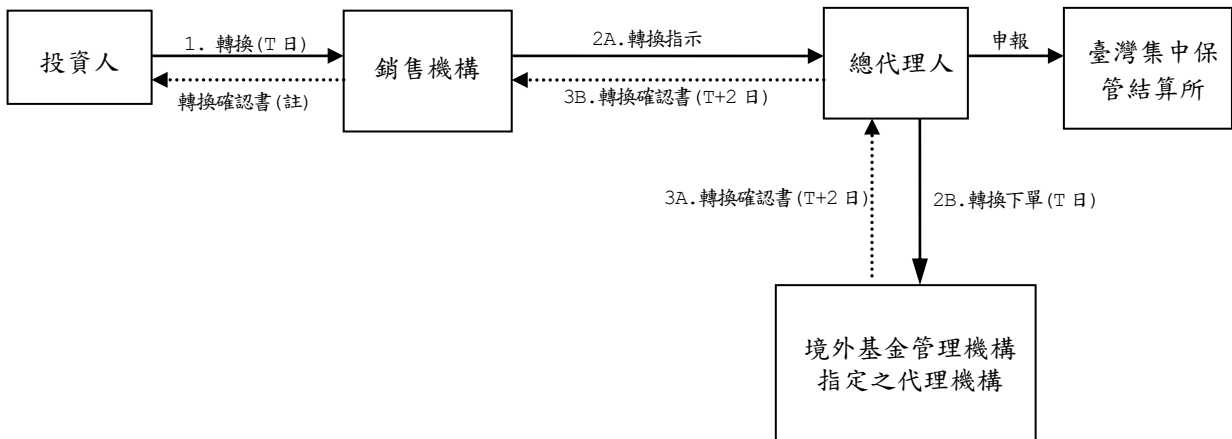 投資人
1. 轉換(T 日)
轉換確認書(註)
銷售機構
2A.轉換指示
3B.轉換確認書(T+2 日)
總代理人
申報
臺灣集中保
管結算所
3A.轉換確認書(T+2 日)
2B.轉換下單(T 日)
境外基金管理機構
指定之代理機構